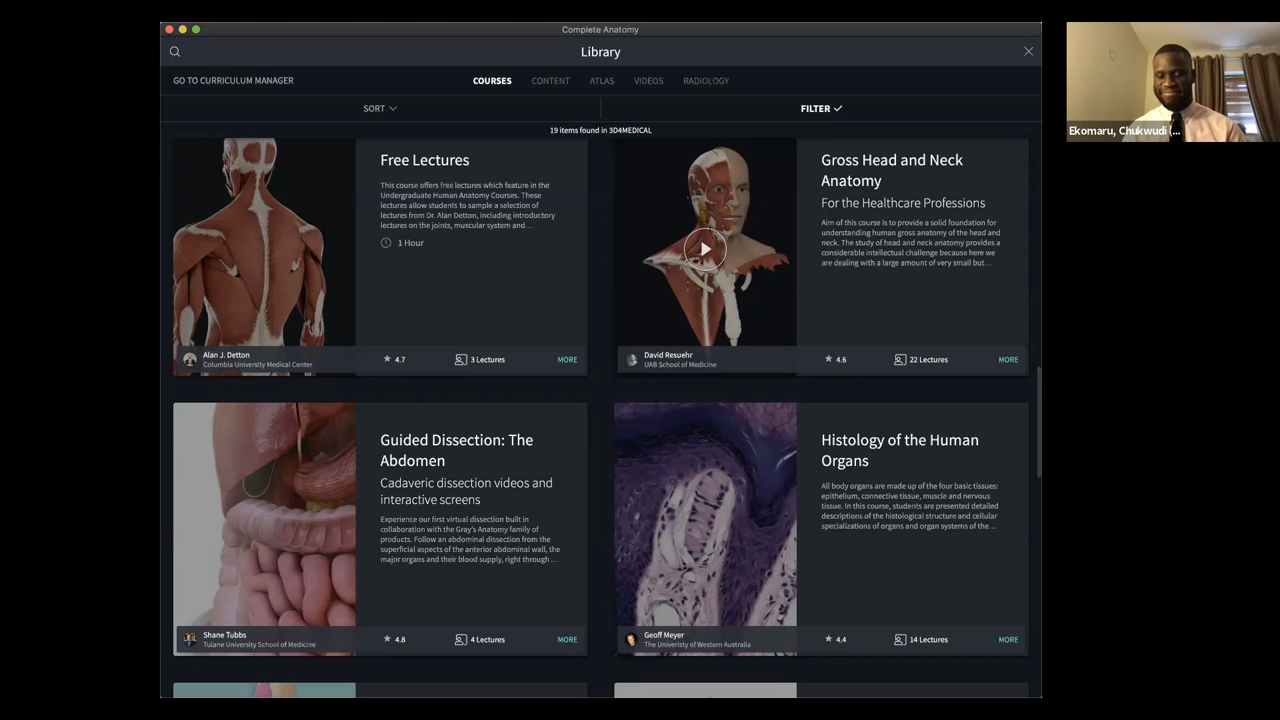 Complete Anatomy
Library
GO TO CURRICULUM MANAGER
COURSES
CONTENT
ATLAS
VIDEOS
RADIOLOGY
SORT
FILTER
19 items found in 3D4MEDICAL
Free Lectures
This course offers free lectures which feature in the
Undergraduate Human Anatomy Courses. These
lectures allow students to sample a selection of
lectures from Dr. Alan Detton, including introductory
lectures on the joints, muscular system and...
1 Hour
Alan J. Detton
Columbia University Medical Center
4.7
3 Lectures
MORE
Gross Head and Neck
Anatomy
For the Healthcare Professions
Aim of this course is to provide a solid foundation for
understanding human gross anatomy of the head and
neck. The study of head and neck anatomy provides a
considerable intellectual challenge because here we
are dealing with a large amount of very small but...
David Resuehr
UAB School of Medicine
4.6
22 Lectures
MORE
Guided Dissection: The
Abdomen
Cadaveric dissection videos and
interactive screens
Experience our first virtual dissection built in
collaboration with the Gray's Anatomy family of
products. Follow an abdominal dissection from the
superficial aspects of the anterior abdominal wall, the
major organs and their blood supply, right through ...
Shane Tubbs
Tulane University School of Medicine
4.8
4 Lectures
MORE
Histology of the Human
Organs
All body organs are made up of the four basic tissues:
epithelium, connective tissue, muscle and nervous
tissue. In this course, students are presented detailed
descriptions of the histological structure and cellular
specializations of organs and organ systems of the...
Geoff Meyer
The Univeristy of Western Australia
4.4
14 Lectures
MORE
Ekomaru, Chukwudi (...